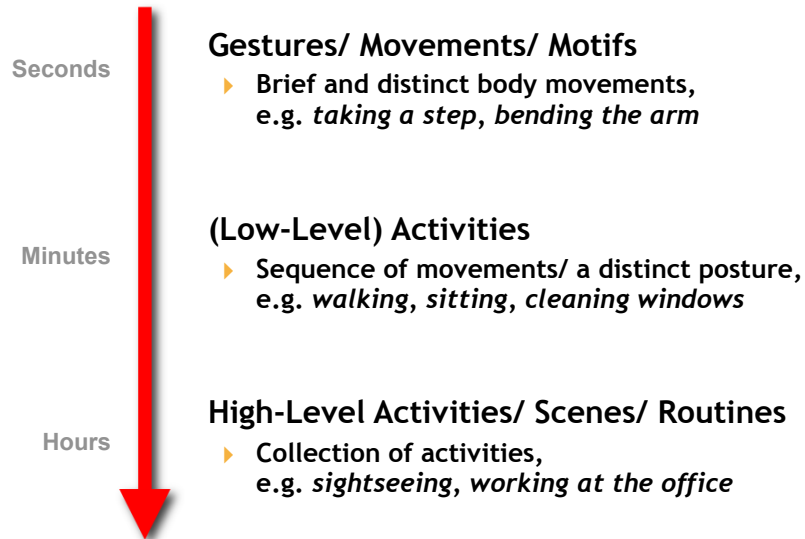 Gestures/ Movements/ Motifs
Seconds
Brief and distinct body movements,
e.g. taking a step, bending the arm
(Low-Level) Activities
Minutes
Sequence of movements/ a distinct posture,
e.g. walking, sitting, cleaning windows
High-Level Activities/ Scenes/ Routines
Hours
Collection of activities,
e.g. sightseeing, working at the office